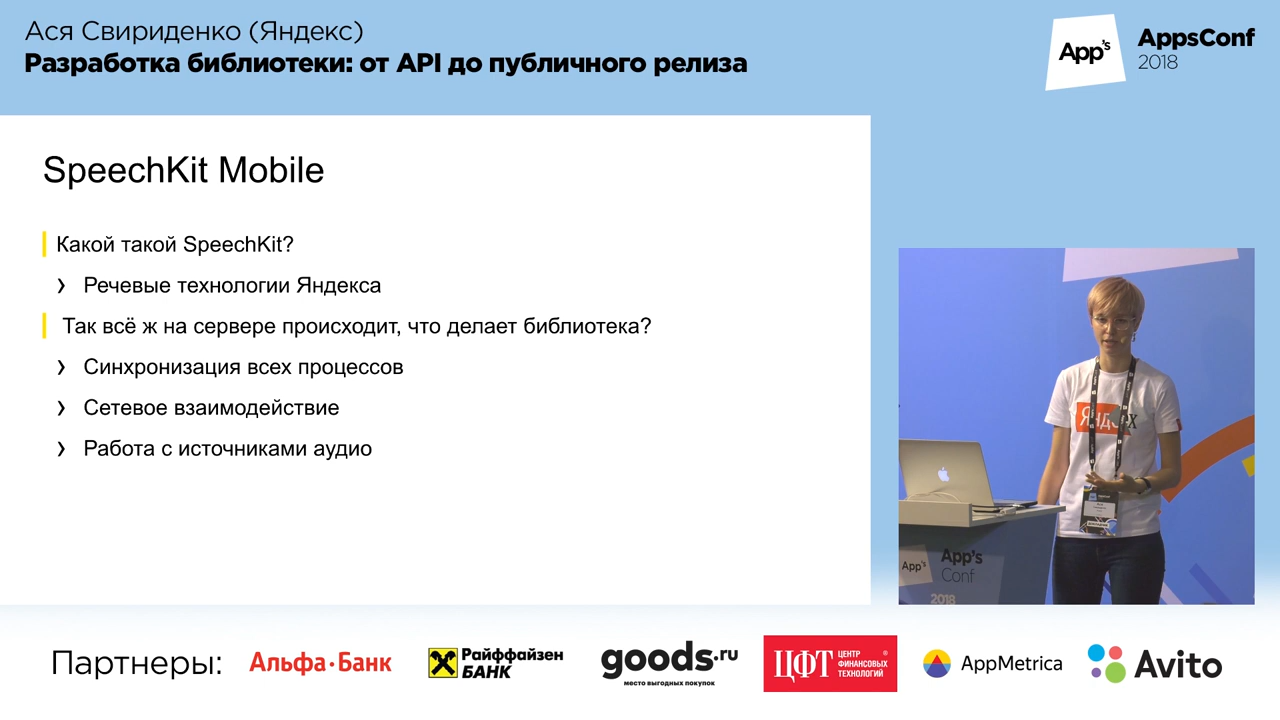 Ася Свириденко (Яндекс)
Разработка библиотеки: от API до публичного релиза
App's
AppsConf
2018
SpeechKit Mobile
Какой такой SpeechKit?
› Речевые технологии Яндекса
Так всё ж на сервере происходит, что делает библиотека?
› Синхронизация всех процессов
› Сетевое взаимодействие
› Работа с источниками аудио
App's
App's
Conf
2018
Партнеры:
Альфа·Банк
Райффайзен
БАНК
goods.ru
место выгодных покупок
ЦФТ
ЦЕНТР
ФИНАНСОВЫХ
ТЕХНОЛОГИЙ
®
AppMetrica
Avito